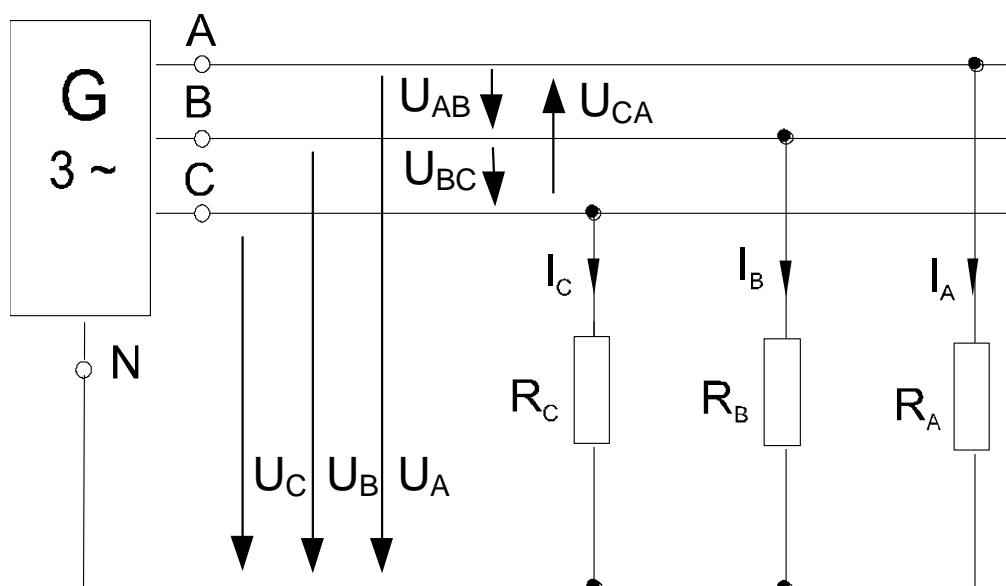 A
G
3 ~
B
C
U_AB
U_CA
U_BC
I_C
I_B
I_A
N
R_C
R_B
R_A
U_C
U_B
U_A